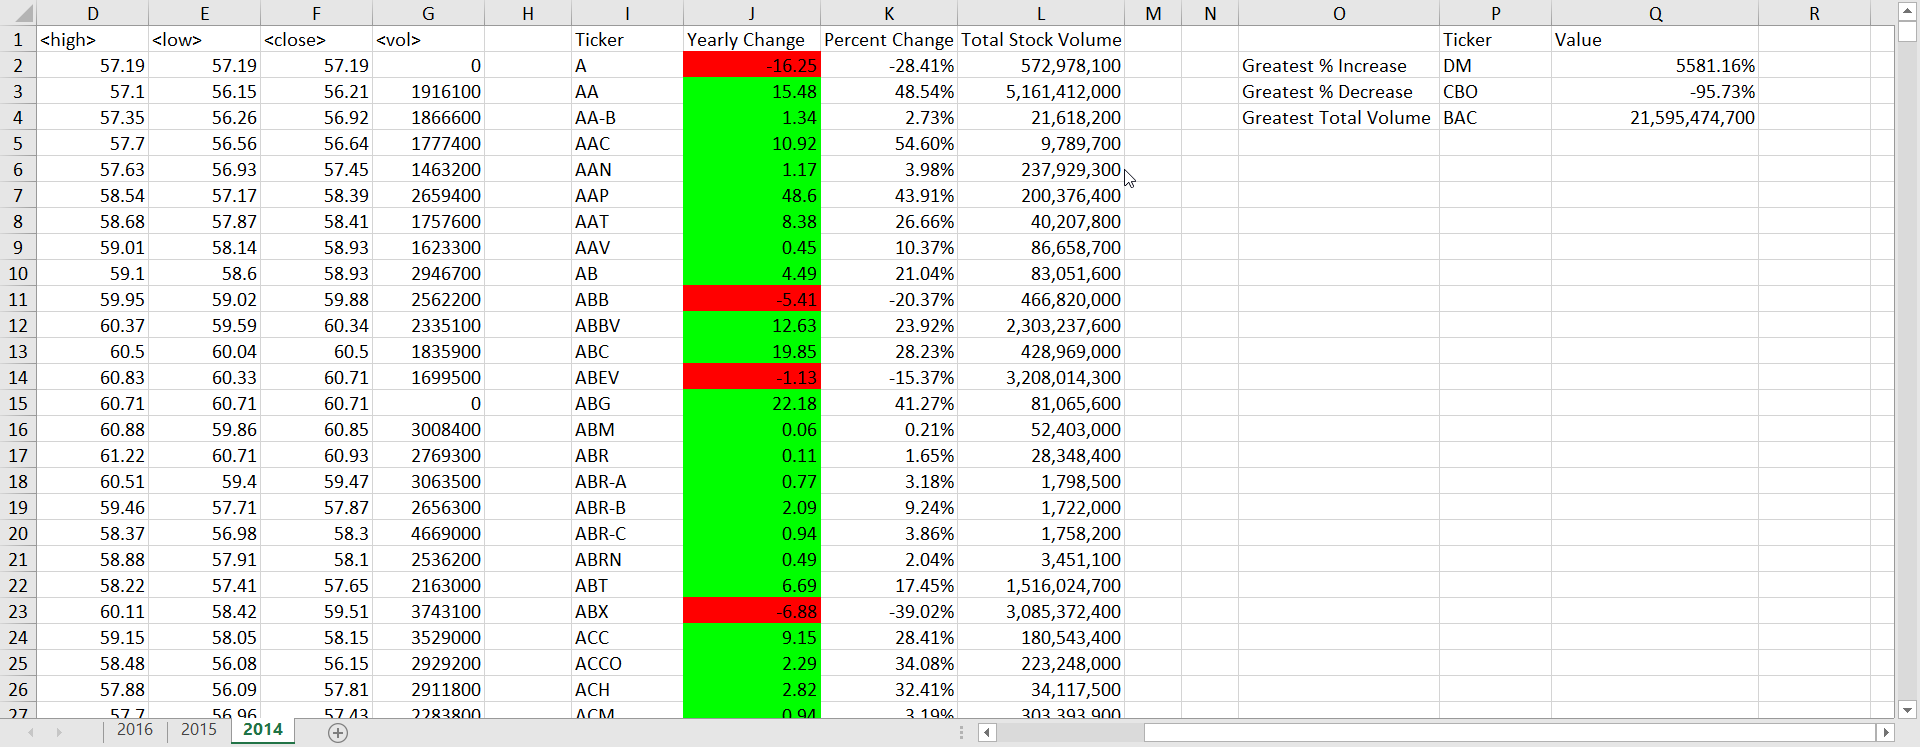 D E F G H I J K L M N O P Q R
1 <high> <low> <close> <vol> Ticker Yearly Change Percent Change Total Stock Volume Ticker Value
2 57.19 57.19 57.19 0 A -16.25 -28.41% 572,978,100 Greatest % Increase DM 5581.16%
3 57.1 56.15 56.21 1916100 AA 15.48 48.54% 5,161,412,000 Greatest % Decrease CBO -95.73%
4 57.35 56.26 56.92 1866600 AA-B 1.34 2.73% 21,618,200 Greatest Total Volume BAC 21,595,474,700
5 57.7 56.56 56.64 1777400 AAC 10.92 54.60% 9,789,700
6 57.63 56.93 57.45 1463200 AAN 1.17 3.98% 237,929,300
7 58.54 57.17 58.39 2659400 AAP 48.6 43.91% 200,376,400
8 58.68 57.87 58.41 1757600 AAT 8.38 26.66% 40,207,800
9 59.01 58.14 58.93 1623300 AAV 0.45 10.37% 86,658,700
10 59.1 58.6 58.93 2946700 AB 4.49 21.04% 83,051,600
11 59.95 59.02 59.88 2562200 ABB -5.41 -20.37% 466,820,000
12 60.37 59.59 60.34 2335100 ABBV 12.63 23.92% 2,303,237,600
13 60.5 60.04 60.5 1835900 ABC 19.85 28.23% 428,969,000
14 60.83 60.33 60.71 1699500 ABEV -1.13 -15.37% 3,208,014,300
15 60.71 60.71 60.71 0 ABG 22.18 41.27% 81,065,600
16 60.88 59.86 60.85 3008400 ABM 0.06 0.21% 52,403,000
17 61.22 60.71 60.93 2769300 ABR 0.11 1.65% 28,348,400
18 60.51 59.4 59.47 3063500 ABR-A 0.77 3.18% 1,798,500
19 59.46 57.71 57.87 2656300 ABR-B 2.09 9.24% 1,722,000
20 58.37 56.98 58.3 4669000 ABR-C 0.94 3.86% 1,758,200
21 58.88 57.91 58.1 2536200 ABRN 0.49 2.04% 3,451,100
22 58.22 57.41 57.65 2163000 ABT 6.69 17.45% 1,516,024,700
23 60.11 58.42 59.51 3743100 ABX -6.88 -39.02% 3,085,372,400
24 59.15 58.05 58.15 3529000 ACC 9.15 28.41% 180,543,400
25 58.48 56.08 56.15 2929200 ACCO 2.29 34.08% 223,248,000
26 57.88 56.09 57.81 2911800 ACH 2.82 32.41% 34,117,500
27 57.7 56.96 57.43 2283800 ACM 0.94 3.19% 303,393,900
2016 2015 2014